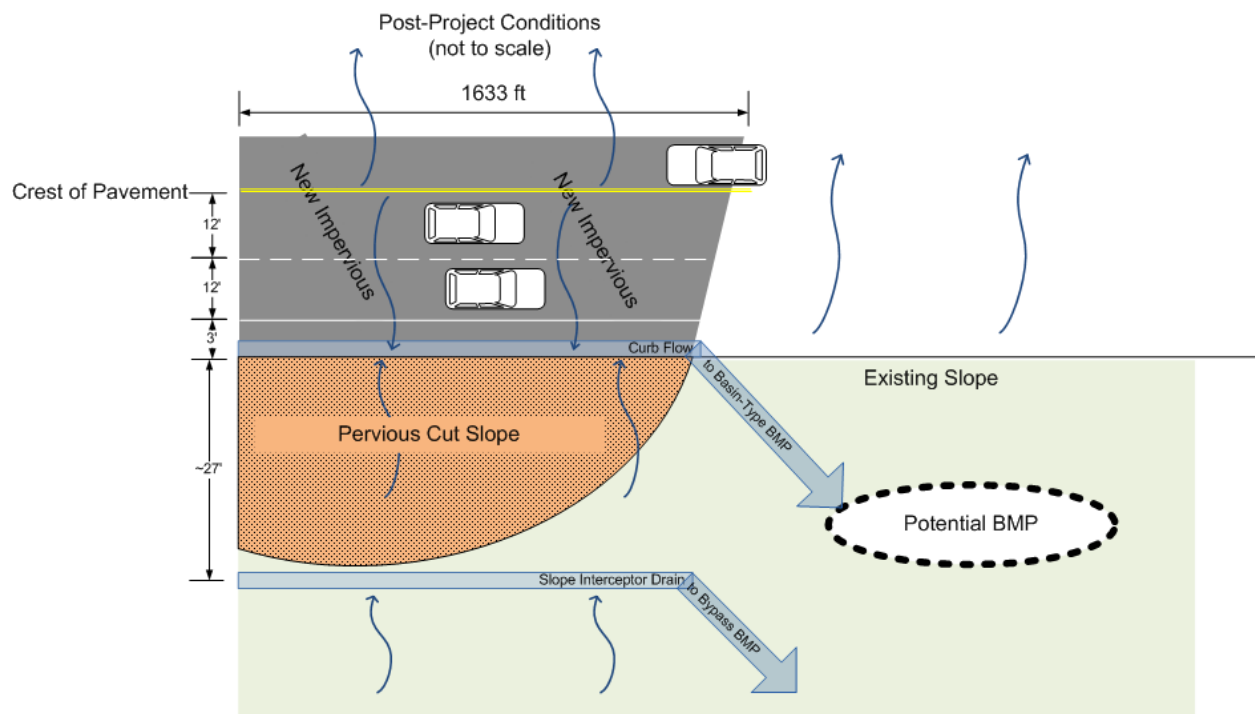 Post-Project Conditions
(not to scale)
1633 ft
Crest of Pavement
New Impervious
New Impervious
12'
12'
3'
Curb Flow
to Basin-Type BMP
Existing Slope
Pervious Cut Slope
~27'
Potential BMP
Slope Interceptor Drain
to Bypass BMP